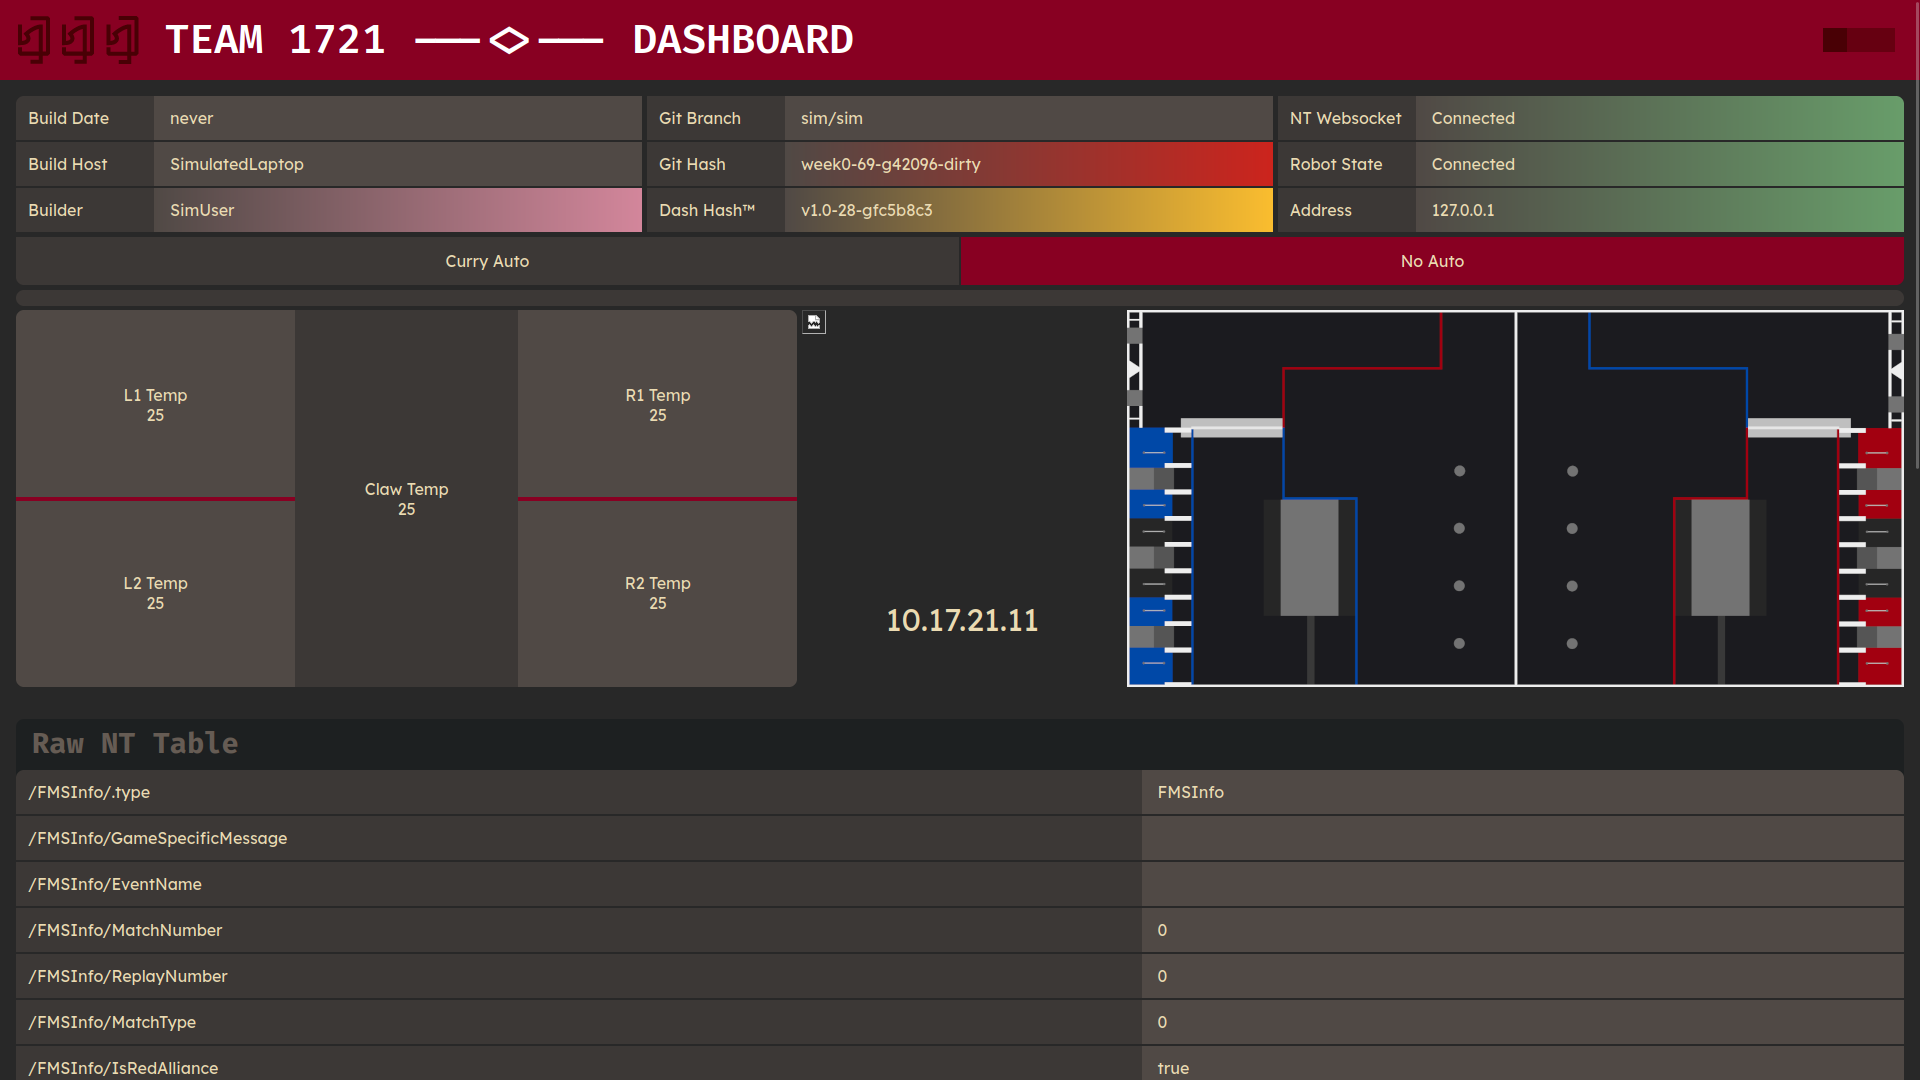 TEAM 1721 ——<>—— DASHBOARD
Build Date never
Build Host SimulatedLaptop
Builder SimUser
Git Branch sim/sim
Git Hash week0-69-g42096-dirty
Dash Hash™ v1.0-28-gfc5b8c3
NT Websocket Connected
Robot State Connected
Address 127.0.0.1
Curry Auto
No Auto
L1 Temp
25
L2 Temp
25
Claw Temp
25
R1 Temp
25
R2 Temp
25
10.17.21.11
Raw NT Table
/FMSInfo/.type FMSInfo
/FMSInfo/GameSpecificMessage
/FMSInfo/EventName
/FMSInfo/MatchNumber 0
/FMSInfo/ReplayNumber 0
/FMSInfo/MatchType 0
/FMSInfo/IsRedAlliance true